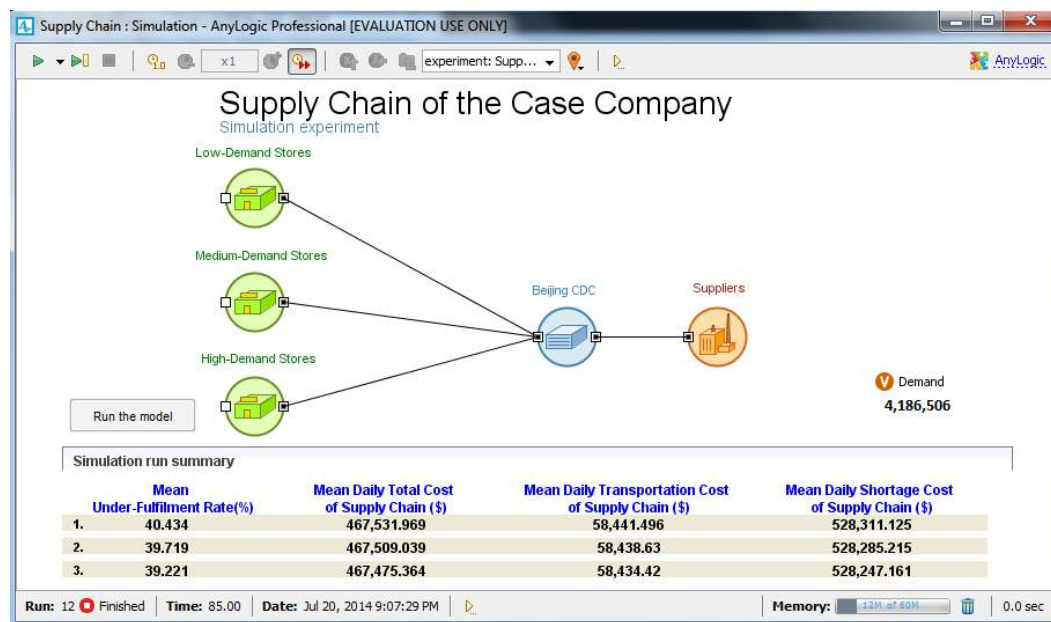 Supply Chain : Simulation - AnyLogic Professional [EVALUATION USE ONLY]
x1
experiment: Supp...
AnyLogic
Supply Chain of the Case Company
Simulation experiment
Low-Demand Stores
Medium-Demand Stores
Beijing CDC
Suppliers
High-Demand Stores
V Demand
4,186,506
Run the model
Simulation run summary
Mean Under-Fulfilment Rate(%) Mean Daily Total Cost of Supply Chain ($) Mean Daily Transportation Cost of Supply Chain ($) Mean Daily Shortage Cost of Supply Chain ($)
1. 40.434 467,531.969 58,441.496 528,311.125
2. 39.719 467,509.039 58,438.63 528,285.215
3. 39.221 467,475.364 58,434.42 528,247.161
Run: 12 Finished Time: 85.00 Date: Jul 20, 2014 9:07:29 PM Memory: 12M of 60M 0.0 sec